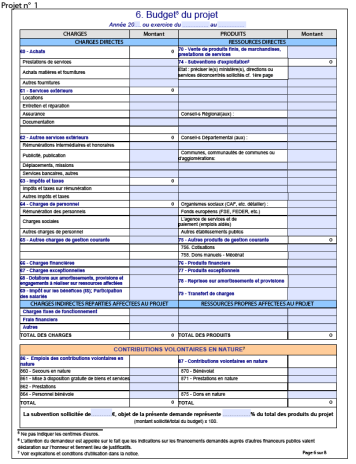 Projet n° 1
6. Budget⁵ du projet
Année 20 ou exercice du au
CHARGES Montant PRODUITS Montant
CHARGES DIRECTES RESSOURCES DIRECTES
60 - Achats 0 70 - Vente de produits finis, de marchandises, prestations de services
Prestations de services 74 - Subventions d'exploitation⁶ 0
Achats matières et fournitures Etat : préciser le(s) ministère(s), directions ou services déconcentrés sollicités cf. 1ère page
Autres fournitures
61 - Services extérieurs 0
Locations
Entretien et réparation
Assurance Conseil-s Régional(aux) :
Documentation
62 - Autres services extérieurs 0 Conseil-s Départemental (aux) :
Rémunérations intermédiaires et honoraires
Publicité, publication Communes, communautés de communes ou d'agglomérations:
Déplacements, missions
Services bancaires, autres
63 - Impôts et taxes 0
Impôts et taxes sur rémunération
Autres impôts et taxes
64 - Charges de personnel 0 Organismes sociaux (CAF, etc. détailler) :
Rémunération des personnels Fonds européens (FSE, FEDER, etc.)
Charges sociales L'agence de services et de paiement (emplois aidés)
Autres charges de personnel Autres établissements publics
65 - Autres charges de gestion courante 75 - Autres produits de gestion courante 0
756. Cotisations
758. Dons manuels - Mécénat
66 - Charges financières 76 - Produits financiers
67 - Charges exceptionnelles 77 - Produits exceptionnels
68 - Dotations aux amortissements, provisions et engagements à réaliser sur ressources affectées 78 - Reprises sur amortissements et provisions
69 - Impôt sur les bénéfices (IS); Participation des salariés 79 - Transfert de charges
CHARGES INDIRECTES REPARTIES AFFECTEES AU PROJET RESSOURCES PROPRES AFFECTEES AU PROJET
Charges fixes de fonctionnement
Frais financiers
Autres
TOTAL DES CHARGES 0 TOTAL DES PRODUITS 0
CONTRIBUTIONS VOLONTAIRES EN NATURE⁷
86 - Emplois des contributions volontaires en nature 87 - Contributions volontaires en nature
860 - Secours en nature 870 - Bénévolat
861 - Mise à disposition gratuite de biens et services 871 - Prestations en nature
862 - Prestations
864 - Personnel bénévole 875 - Dons en nature
TOTAL 0 TOTAL 0
La subvention sollicitée de €, objet de la présente demande représente % du total des produits du projet
(montant sollicité/total du budget) x 100.
⁵ Ne pas indiquer les centimes d'euros.
⁶ L'attention du demandeur est appelée sur le fait que les indications sur les financements demandés auprès d'autres financeurs publics valent déclaration sur l'honneur et tiennent lieu de justificatifs.
⁷ Voir explications et conditions d'utilisation dans la notice.
Page 6 sur 8